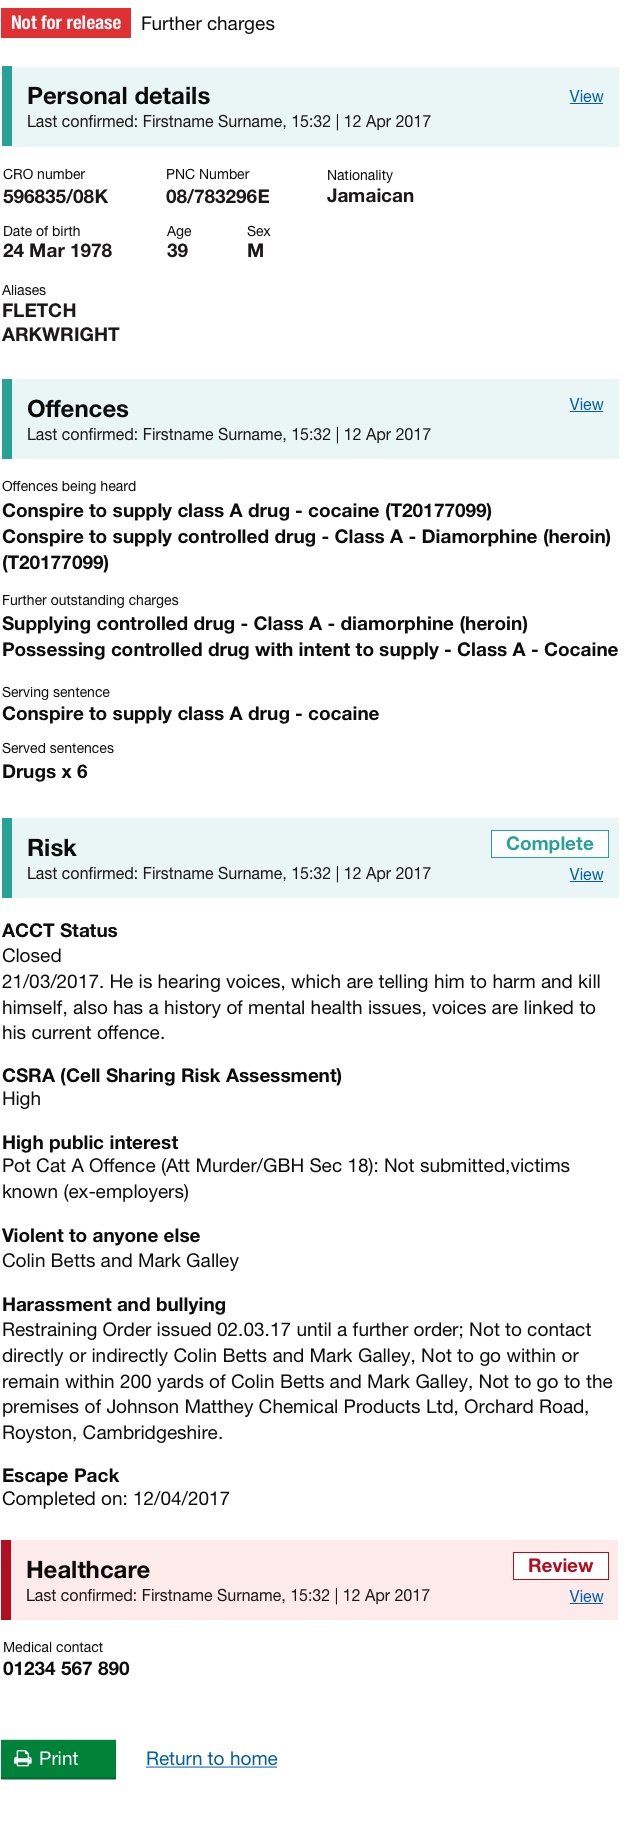 Not for release Further charges
Personal details View
Last confirmed: Firstname Surname, 15:32 | 12 Apr 2017
CRO number PNC Number Nationality
596835/08K 08/783296E Jamaican
Date of birth Age Sex
24 Mar 1978 39 M
Aliases
FLETCH
ARKWRIGHT
Offences View
Last confirmed: Firstname Surname, 15:32 | 12 Apr 2017
Offences being heard
Conspire to supply class A drug - cocaine (T20177099)
Conspire to supply controlled drug - Class A - Diamorphine (heroin)
(T20177099)
Further outstanding charges
Supplying controlled drug - Class A - diamorphine (heroin)
Possessing controlled drug with intent to supply - Class A - Cocaine
Serving sentence
Conspire to supply class A drug - cocaine
Served sentences
Drugs x 6
Risk Complete
Last confirmed: Firstname Surname, 15:32 | 12 Apr 2017 View
ACCT Status
Closed
21/03/2017. He is hearing voices, which are telling him to harm and kill
himself, also has a history of mental health issues, voices are linked to
his current offence.
CSRA (Cell Sharing Risk Assessment)
High
High public interest
Pot Cat A Offence (Att Murder/GBH Sec 18): Not submitted,victims
known (ex-employers)
Violent to anyone else
Colin Betts and Mark Galley
Harassment and bullying
Restraining Order issued 02.03.17 until a further order; Not to contact
directly or indirectly Colin Betts and Mark Galley, Not to go within or
remain within 200 yards of Colin Betts and Mark Galley, Not to go to the
premises of Johnson Matthey Chemical Products Ltd, Orchard Road,
Royston, Cambridgeshire.
Escape Pack
Completed on: 12/04/2017
Healthcare Review
Last confirmed: Firstname Surname, 15:32 | 12 Apr 2017 View
Medical contact
01234 567 890
Print Return to home